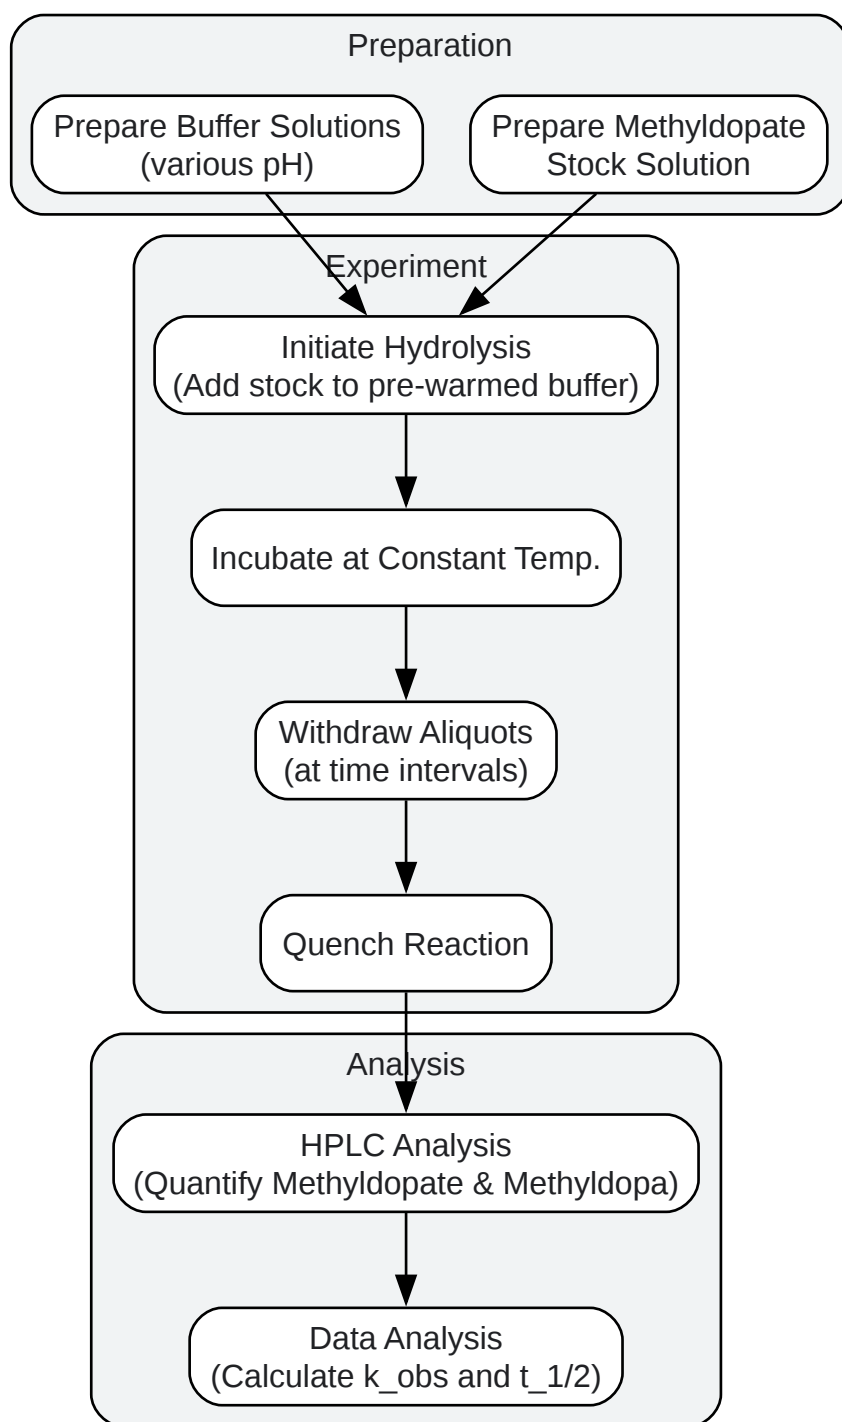 Preparation
Prepare Buffer Solutions
(various pH)
Prepare Methyldopate
Stock Solution
Experiment
Initiate Hydrolysis
(Add stock to pre-warmed buffer)
Incubate at Constant Temp.
Withdraw Aliquots
(at time intervals)
Quench Reaction
Analysis
HPLC Analysis
(Quantify Methyldopate & Methyldopa)
Data Analysis
(Calculate k_obs and t_1/2)